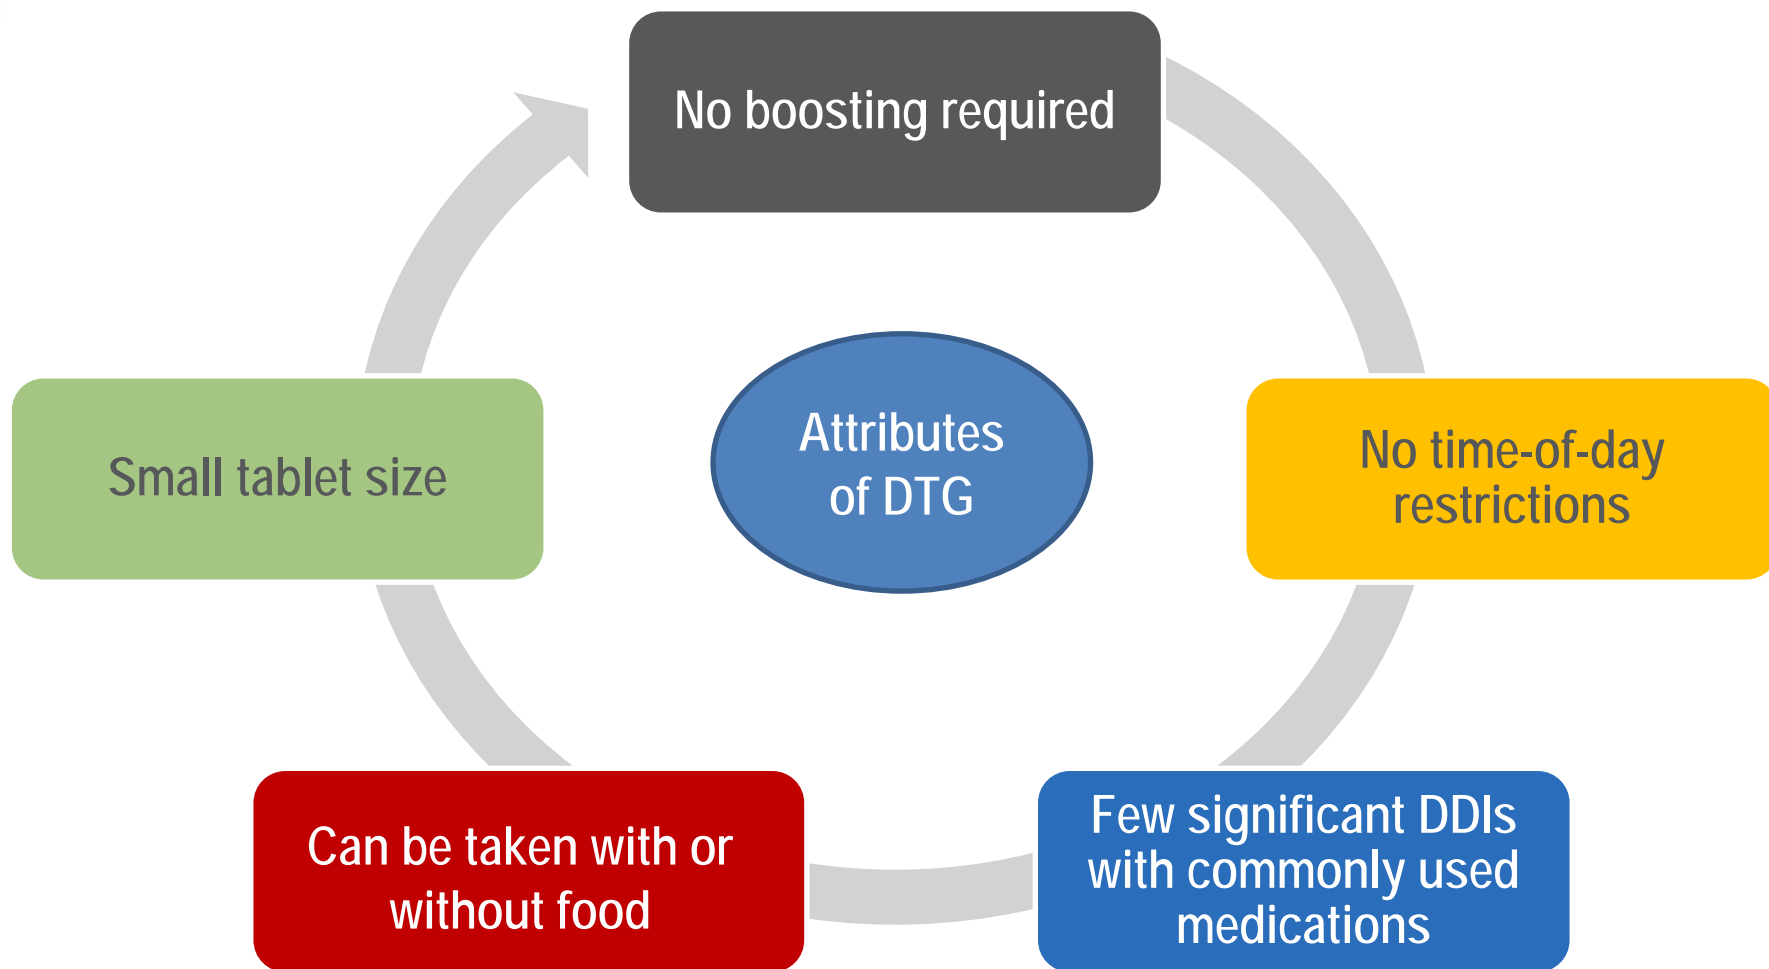 No boosting required
Attributes
of DTG
No time-of-day
restrictions
Few significant DDIs
with commonly used
medications
Can be taken with or
without food
Small tablet size